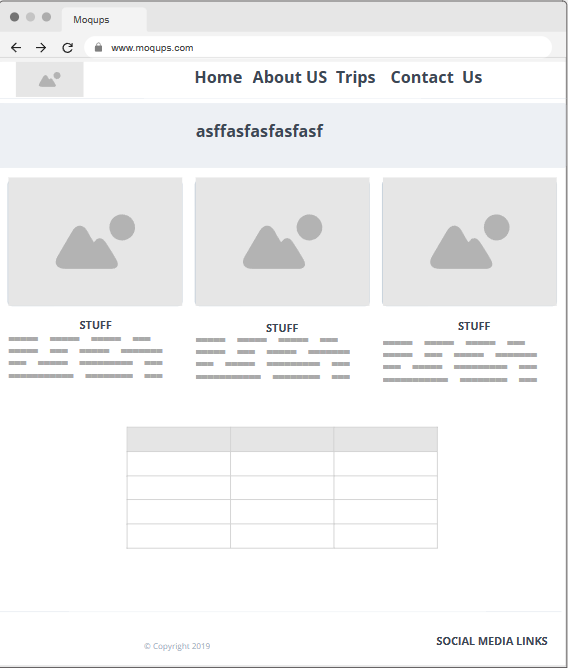 Moqups
www.moqups.com
Home About US Trips Contact Us
asffasfasfasfasf
STUFF STUFF STUFF
© Copyright 2019
SOCIAL MEDIA LINKS